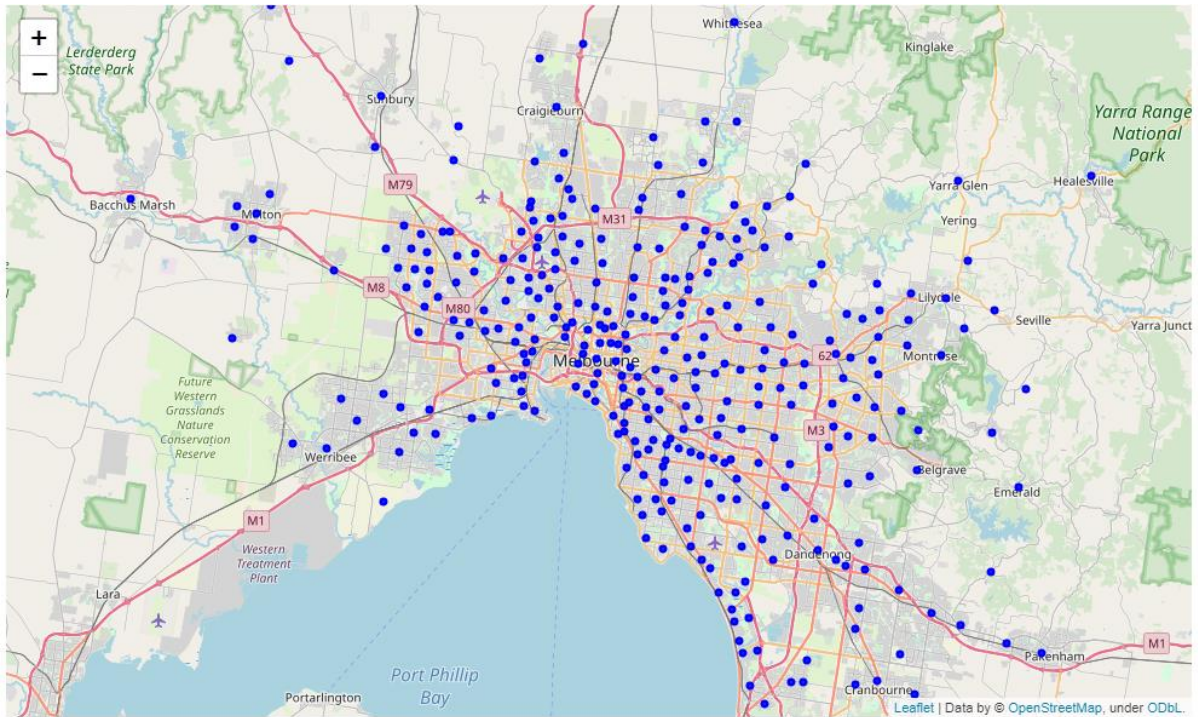 +
−
Lerderderg
State Park
Whittlesea
Kinglake
Sunbury
Craigieburn
Yarra Range
National
Park
M79
Yarra Glen
Healesville
Bacchus Marsh
Melton
M31
Yering
M8
M80
Lilydale
Seville
Yarra Junct
Melbourne
62
Montrose
Future
Western
Grasslands
Nature
Conservation
Reserve
M3
Werribee
Belgrave
Emerald
M1
Western
Treatment
Plant
Dandenong
Lara
M1
Pakenham
Port Phillip
Bay
Portarlington
Cranbourne
Leaflet | Data by © OpenStreetMap, under ODbL.